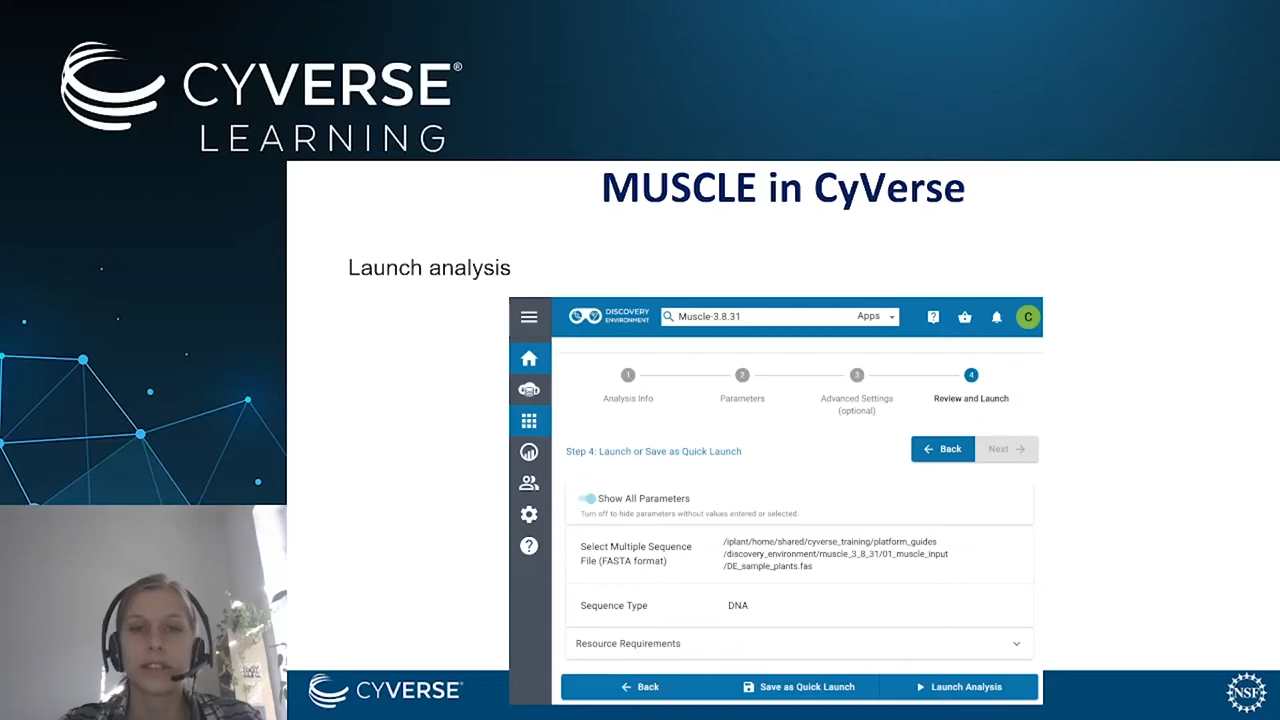 CYVERSE®
LEARNING
MUSCLE in CyVerse
Launch analysis
DISCOVERY
ENVIRONMENT
Muscle-3.8.31
Apps
C
1
2
3
4
Analysis Info
Parameters
Advanced Settings
(optional)
Review and Launch
Step 4: Launch or Save as Quick Launch
Back
Next
Show All Parameters
Turn off to hide parameters without values entered or selected.
Select Multiple Sequence
File (FASTA format)
/iplant/home/shared/cyverse_training/platform_guides
/discovery_environment/muscle_3_8_31/01_muscle_input
/DE_sample_plants.fas
Sequence Type
DNA
Resource Requirements
Back
Save as Quick Launch
Launch Analysis
CYVERSE®
NSF